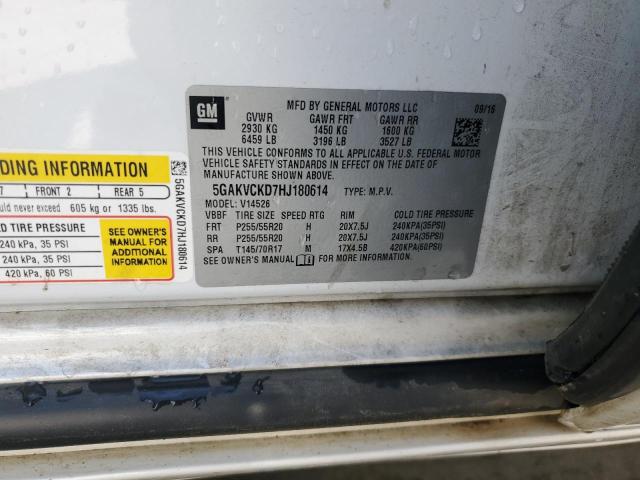 GM
MFD BY GENERAL MOTORS LLC
09/16
GVWR GAWR FRT GAWR RR
2930 KG 1450 KG 1600 KG
6459 LB 3196 LB 3527 LB
THIS VEHICLE CONFORMS TO ALL APPLICABLE U.S. FEDERAL MOTOR
VEHICLE SAFETY STANDARDS IN EFFECT ON THE DATE OF
MANUFACTURE SHOWN ABOVE.
5GAKVCKD7HJ180614 TYPE: M.P.V.
MODEL: V14526
VBBF TIRE SIZE SPEED RTG RIM COLD TIRE PRESSURE
FRT P255/55R20 H 20X7.5J 240KPA(35PSI)
RR P255/55R20 H 20X7.5J 240KPA(35PSI)
SPA T145/70R17 M 17X4.5B 420KPA(60PSI)
SEE OWNER'S MANUAL FOR MORE INFORMATION.
DING INFORMATION
7 FRONT 2 REAR 5
ould never exceed 605 kg or 1335 lbs.
LD TIRE PRESSURE
240 kPa, 35 PSI
240 kPa, 35 PSI
420 kPa, 60 PSI
SEE OWNER'S
MANUAL FOR
ADDITIONAL
INFORMATION
5GAKVCKD7HJ180614